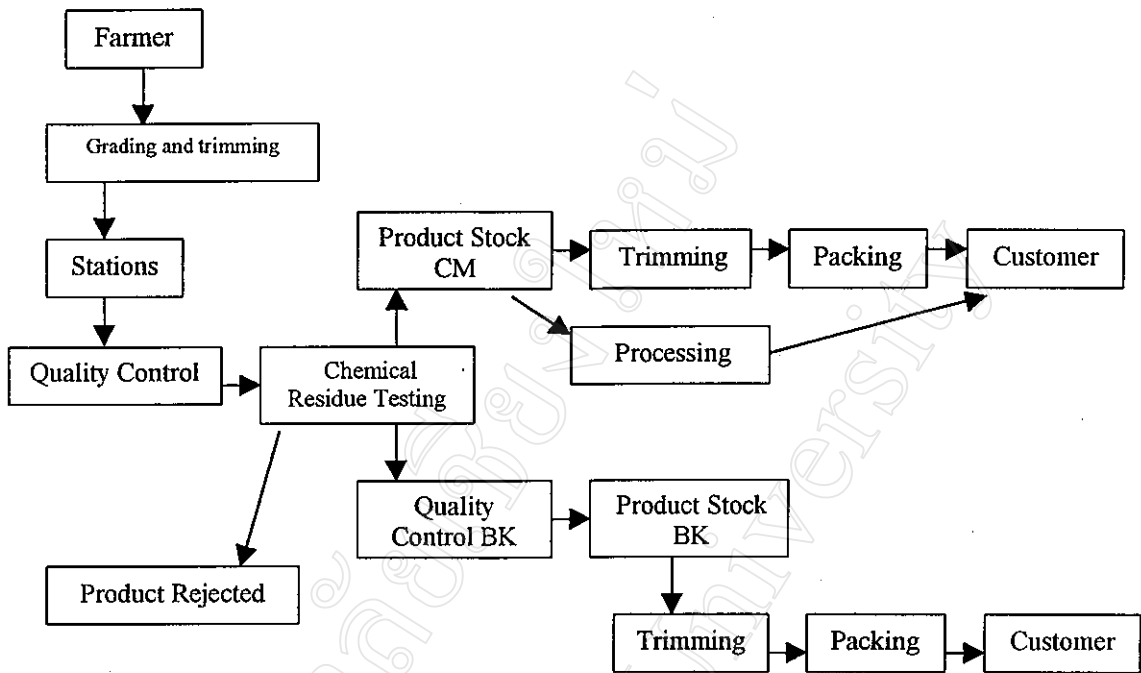 Farmer
Grading and trimming
Stations
Quality Control
Chemical
Residue Testing
Product Rejected
Product Stock
CM
Trimming
Packing
Customer
Processing
Quality
Control BK
Product Stock
BK
Trimming
Packing
Customer
University